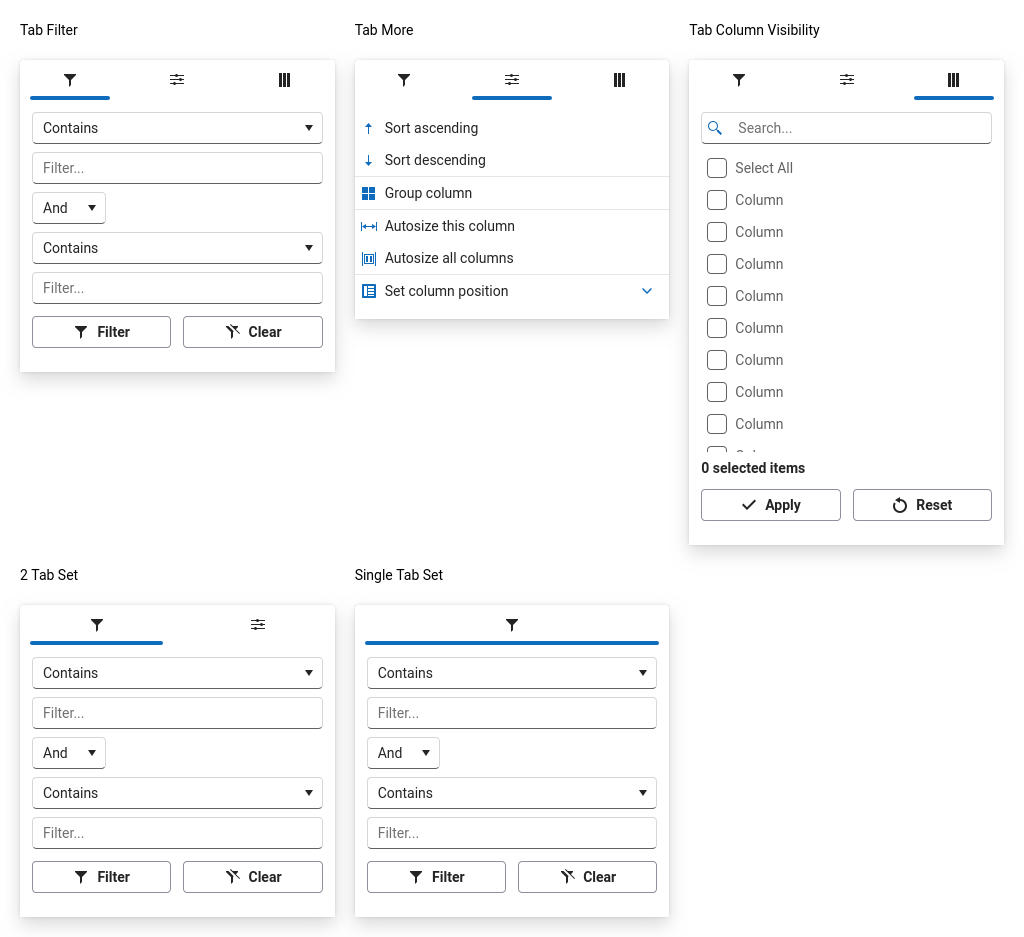 Tab Filter
Contains
Filter...
And
Contains
Filter...
Filter Clear
Tab More
Sort ascending
Sort descending
Group column
Autosize this column
Autosize all columns
Set column position
Tab Column Visibility
Search...
Select All
Column
Column
Column
Column
Column
Column
Column
Column
0 selected items
Apply Reset
2 Tab Set
Contains
Filter...
And
Contains
Filter...
Filter Clear
Single Tab Set
Contains
Filter...
And
Contains
Filter...
Filter Clear